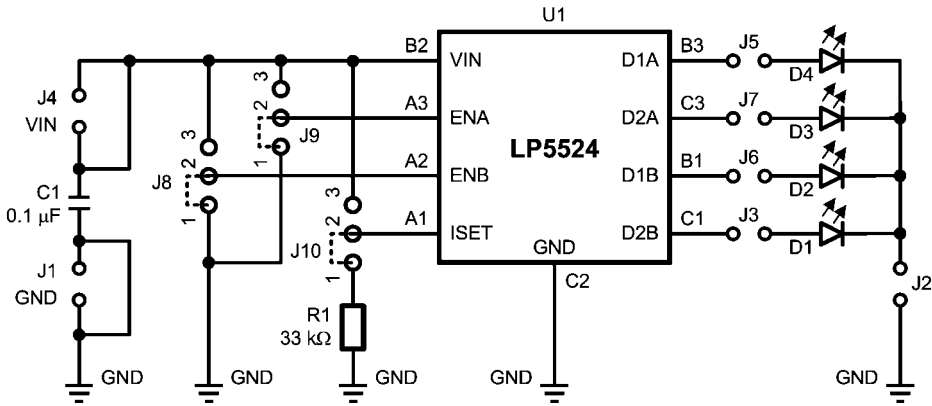 U1
B2
VIN
D1A
B3
J5
D4
J4
VIN
3
2
1
J9
A3
ENA
D2A
C3
J7
D3
LP5524
C1
0.1 µF
3
2
1
J8
A2
ENB
D1B
B1
J6
D2
3
2
1
J10
A1
ISET
D2B
C1
J3
D1
GND
C2
J1
GND
J2
R1
33 kΩ
GND
GND
GND
GND
GND